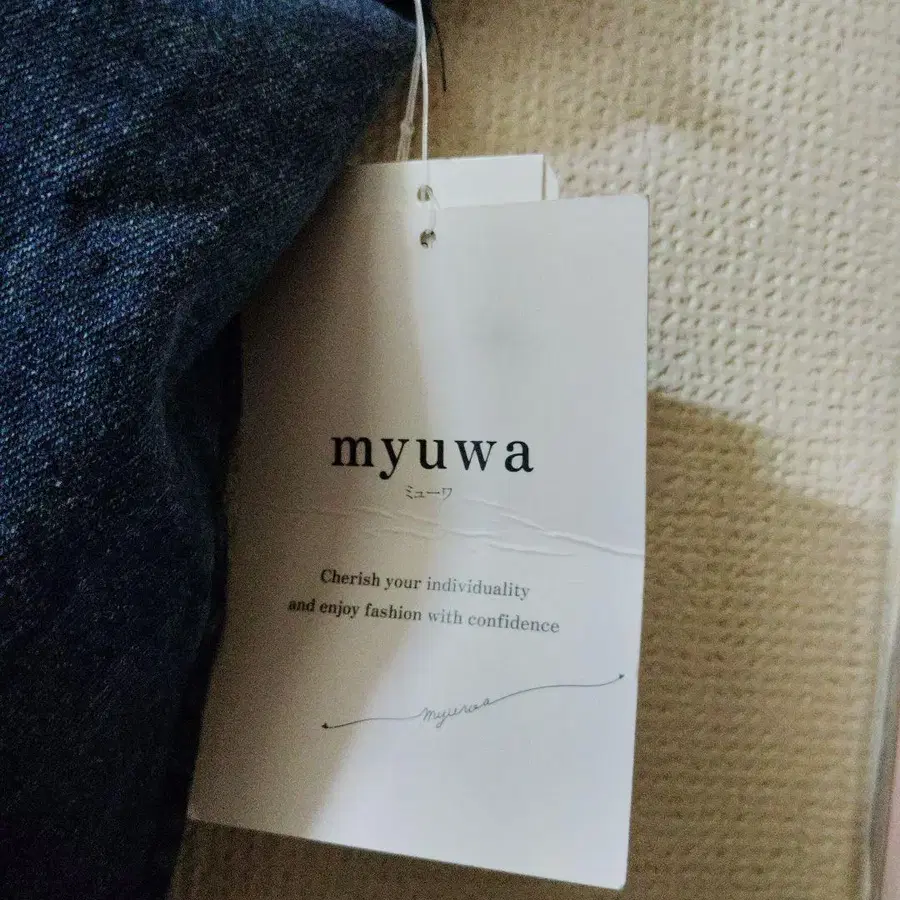 myuwa
ミューワ
Cherish your individuality
and enjoy fashion with confidence
myuwa